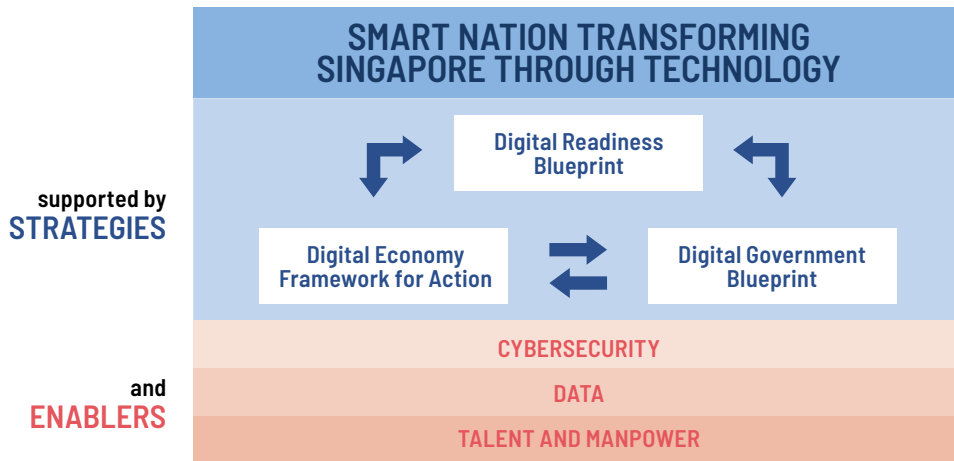 SMART NATION TRANSFORMING
SINGAPORE THROUGH TECHNOLOGY
supported by
STRATEGIES
Digital Readiness
Blueprint
Digital Economy
Framework for Action
Digital Government
Blueprint
and
ENABLERS
CYBERSECURITY
DATA
TALENT AND MANPOWER